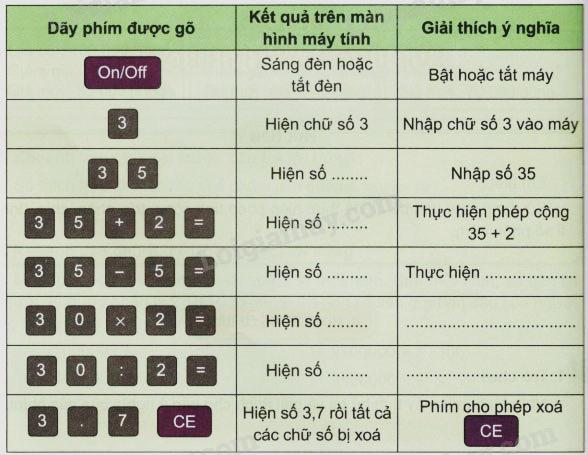 Dãy phím được gõ
Kết quả trên màn
hình máy tính
Giải thích ý nghĩa
On/Off
Sáng đèn hoặc
tắt đèn
Bật hoặc tắt máy
3
Hiện chữ số 3
Nhập chữ số 3 vào máy
3 5
Hiện số ........
Nhập số 35
3 5 + 2 =
Hiện số ........
Thực hiện phép cộng
35 + 2
3 5 − 5 =
Hiện số ........
Thực hiện ..................
3 0 × 2 =
Hiện số ........
..................................
3 0 : 2 =
Hiện số ........
..................................
3 . 7 CE
Hiện số 3,7 rồi tất cả
các chữ số bị xoá
Phím cho phép xoá
CE
Loigiaihay.com